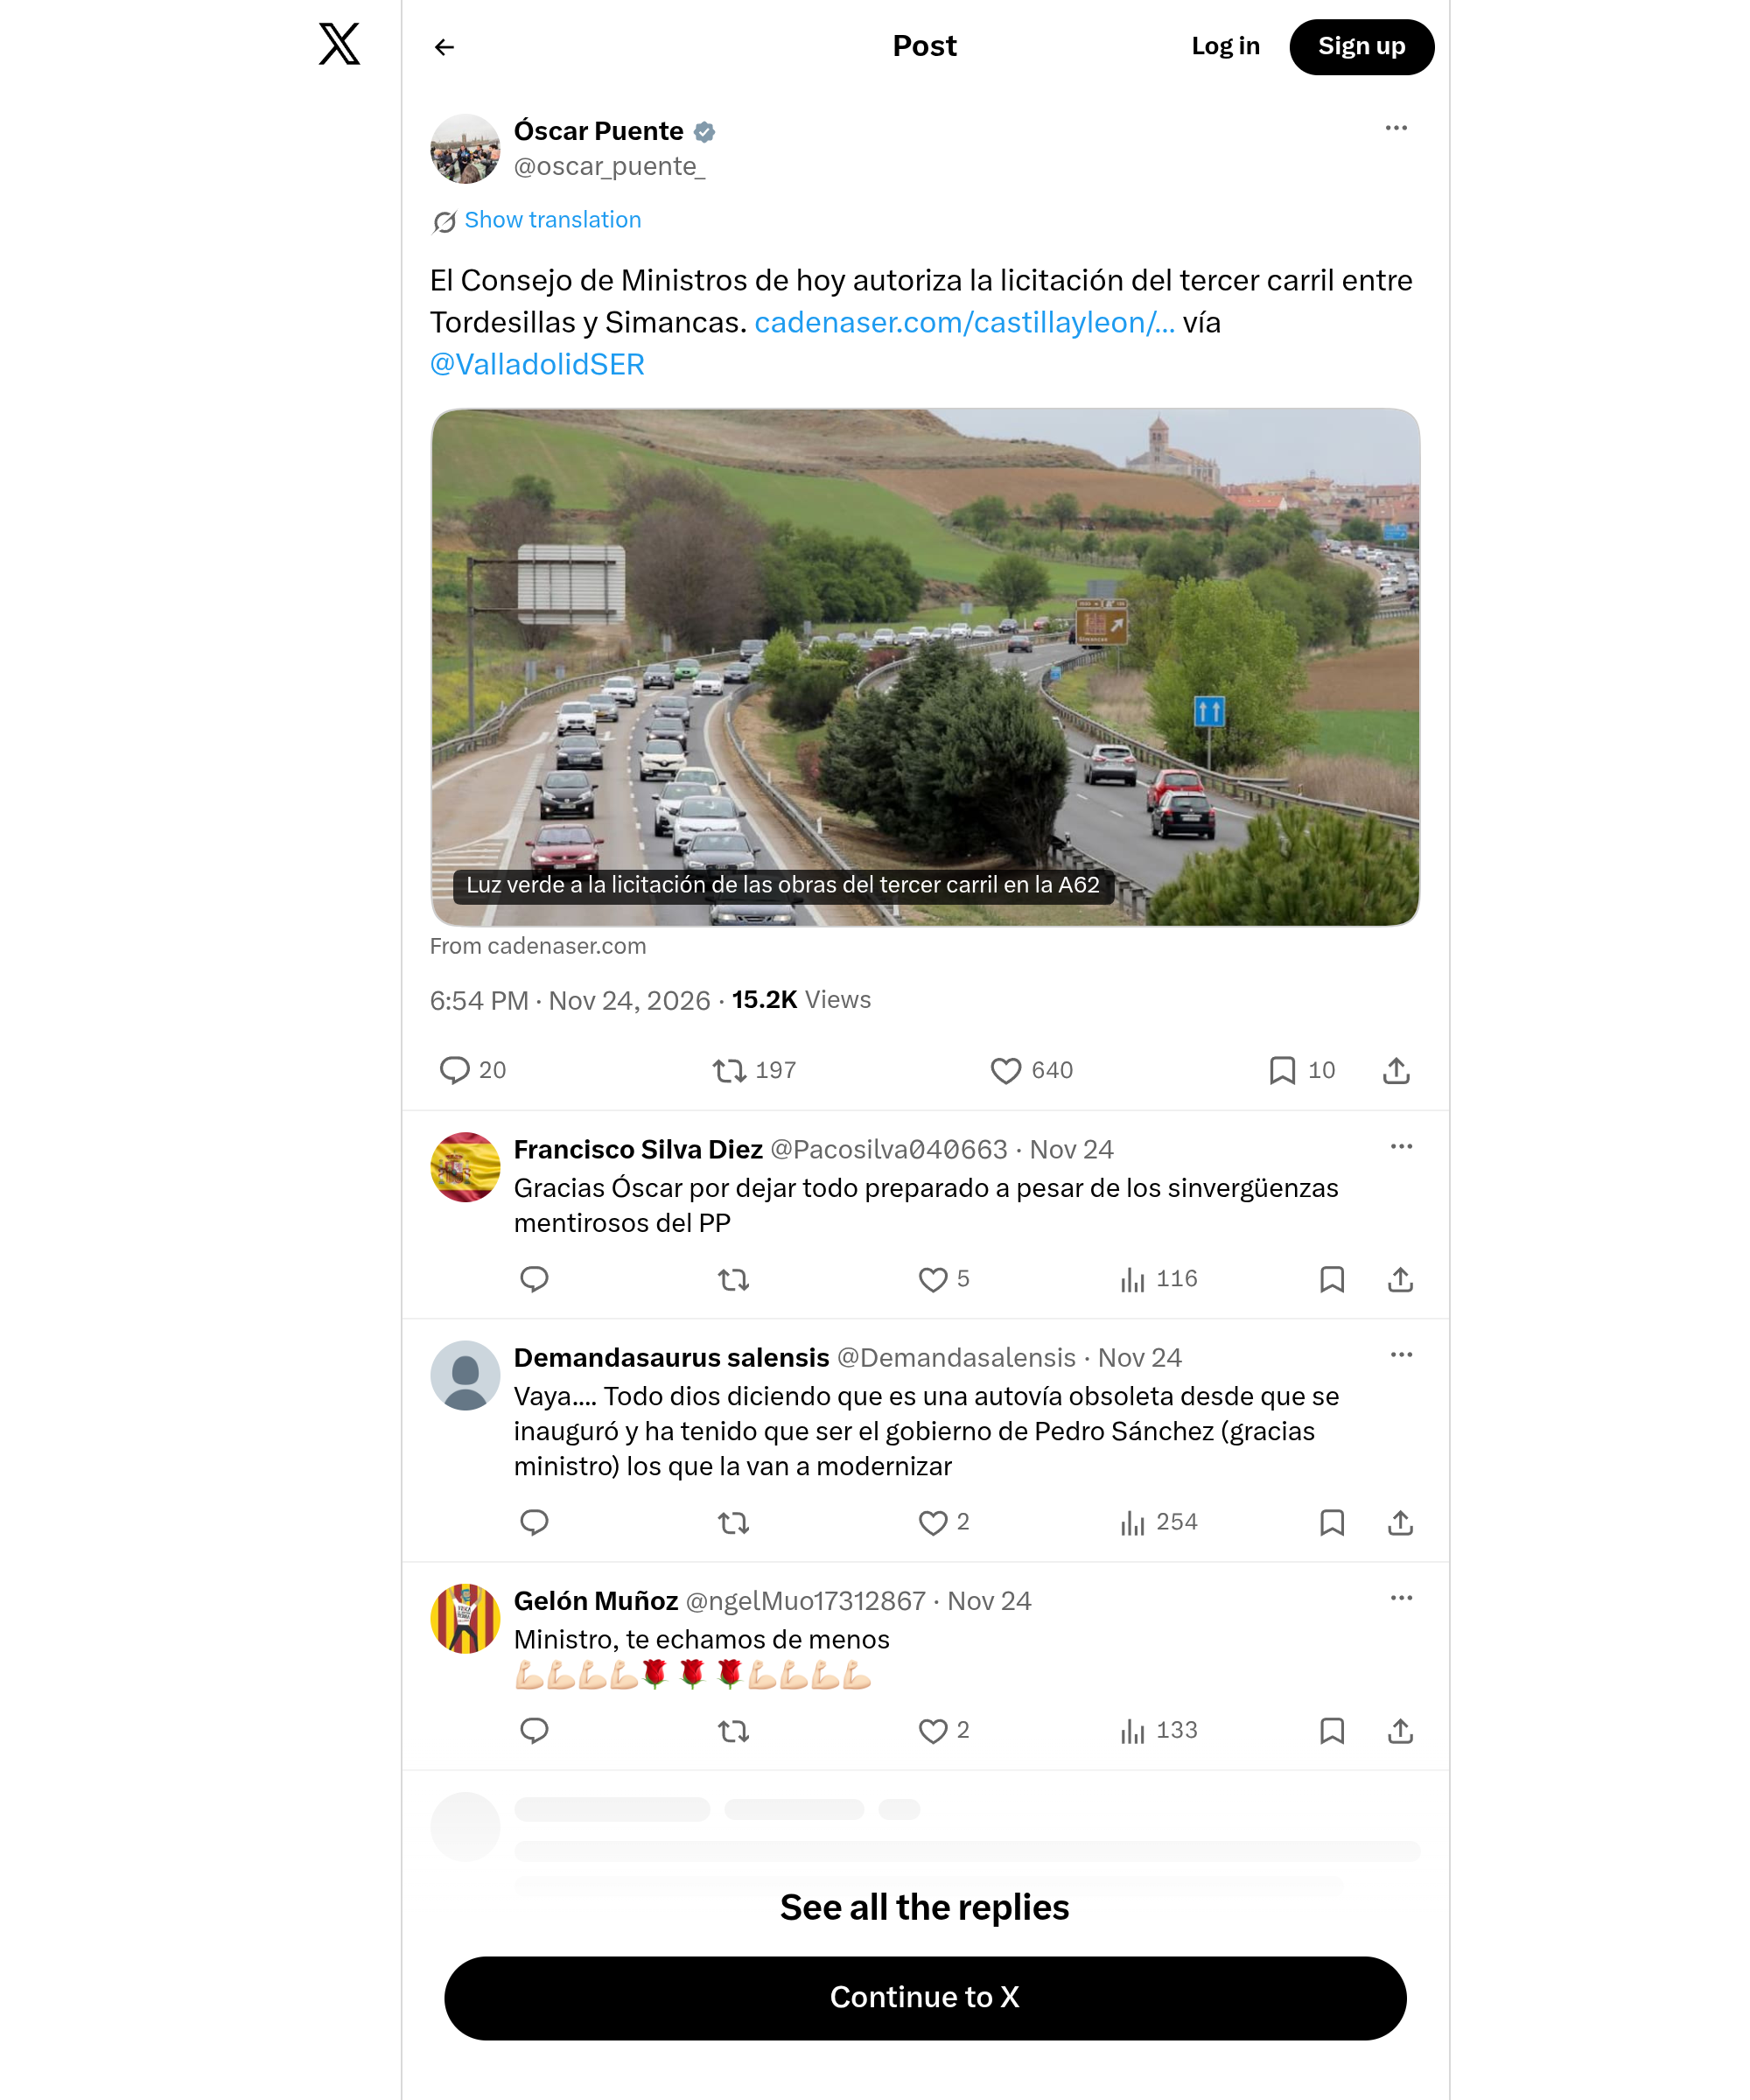 Post
Log in
Sign up
Óscar Puente
@oscar_puente_
Show translation
El Consejo de Ministros de hoy autoriza la licitación del tercer carril entre
Tordesillas y Simancas. cadenaser.com/castillayleon/... vía
@ValladolidSER
Simancas
Luz verde a la licitación de las obras del tercer carril en la A62
From cadenaser.com
6:54 PM · Nov 24, 2026 · 15.2K Views
20 197 640 10
Francisco Silva Diez @Pacosilva040663 · Nov 24
Gracias Óscar por dejar todo preparado a pesar de los sinvergüenzas
mentirosos del PP
5 116
Demandasaurus salensis @Demandasalensis · Nov 24
Vaya.... Todo dios diciendo que es una autovía obsoleta desde que se
inauguró y ha tenido que ser el gobierno de Pedro Sánchez (gracias
ministro) los que la van a modernizar
2 254
Gelón Muñoz @ngelMuo17312867 · Nov 24
Ministro, te echamos de menos
💪🏻💪🏻💪🏻💪🏻🌹🌹🌹💪🏻💪🏻💪🏻💪🏻
2 133
See all the replies
Continue to X